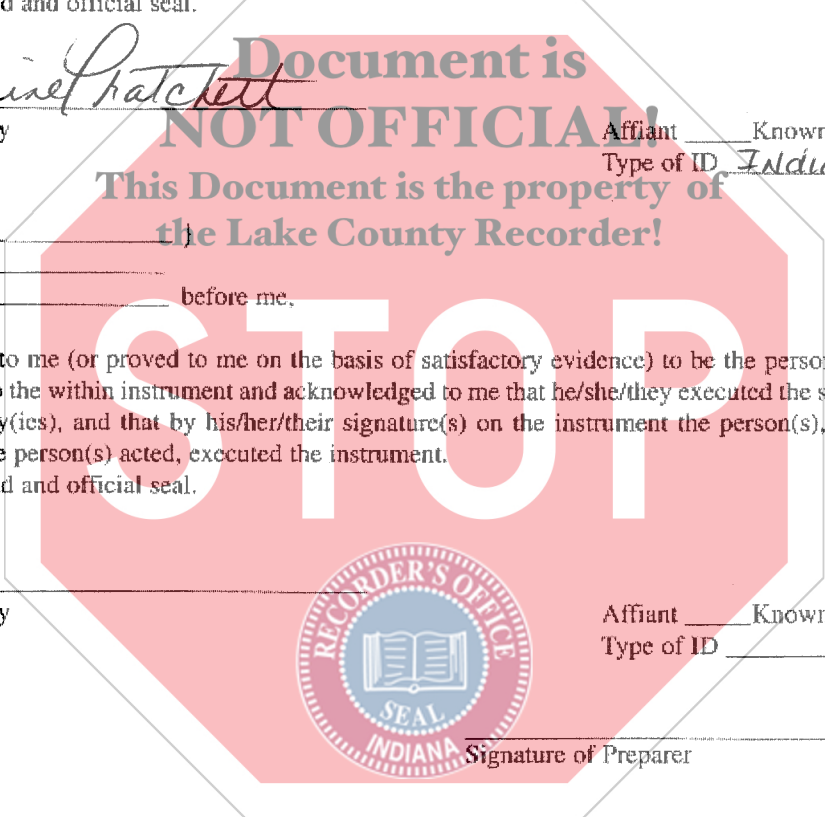 d and official seal.
Document is
Phatchett
NOT OFFICIAL!
y
Affiant ______Known
Type of ID
This Document is the property of
the Lake County Recorder!
)
before me,
to me (or proved to me on the basis of satisfactory evidence) to be the perso
the within instrument and acknowledged to me that he/she/they executed the s
STOP
y(ies), and that by his/her/their signature(s) on the instrument the person(s),
e person(s) acted, executed the instrument.
d and official seal.
RECORDER'S OFFICE
SEAL
INDIANA
y
Affiant ______Known
Type of ID
Signature of Preparer